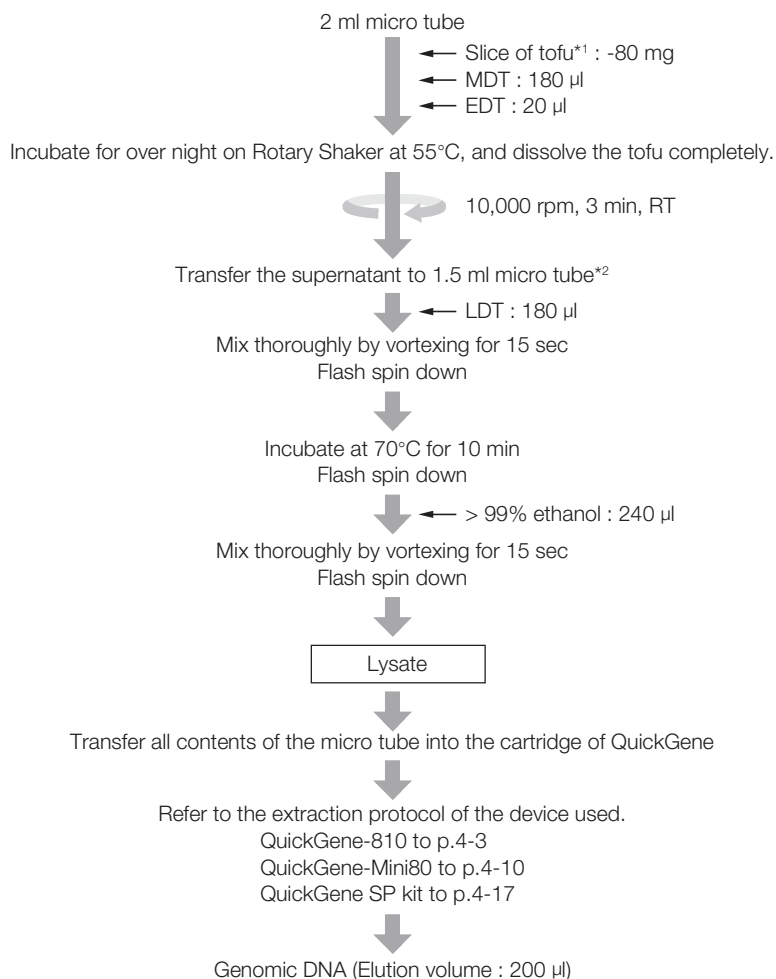 2 ml micro tube
Slice of tofu*1 : -80 mg
MDT : 180 µl
EDT : 20 µl
Incubate for over night on Rotary Shaker at 55°C, and dissolve the tofu completely.
10,000 rpm, 3 min, RT
Transfer the supernatant to 1.5 ml micro tube*2
LDT : 180 µl
Mix thoroughly by vortexing for 15 sec
Flash spin down
Incubate at 70°C for 10 min
Flash spin down
> 99% ethanol : 240 µl
Mix thoroughly by vortexing for 15 sec
Flash spin down
Lysate
Transfer all contents of the micro tube into the cartridge of QuickGene
Refer to the extraction protocol of the device used.
QuickGene-810 to p.4-3
QuickGene-Mini80 to p.4-10
QuickGene SP kit to p.4-17
Genomic DNA (Elution volume : 200 µl)